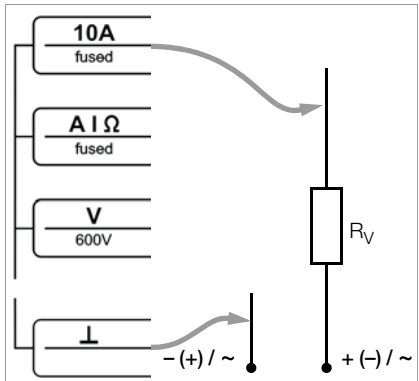 10A
fused
A I Ω
fused
V
600V
R_V
⊥
– (+) / ~
+ (–) / ~